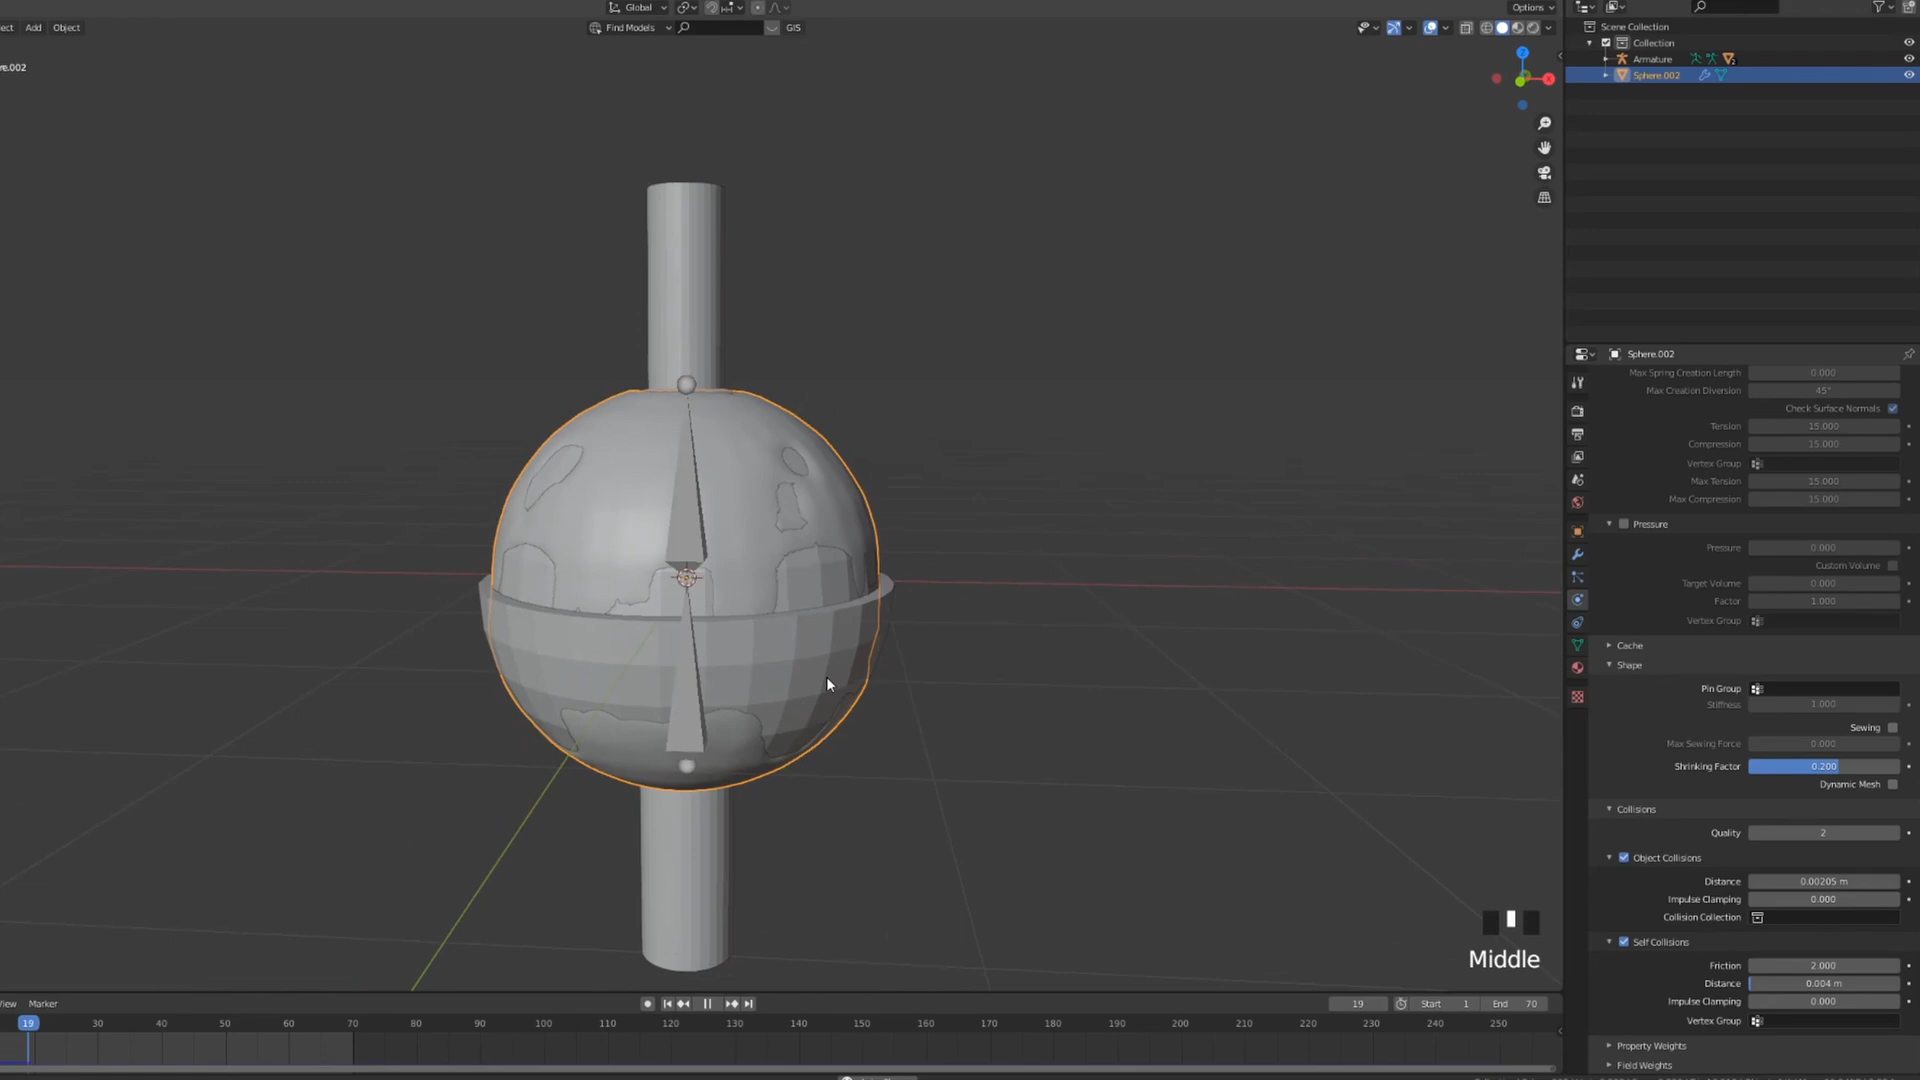 Global
Options
ect Add Object
Find Models
GIS
re.002
Z
X
Scene Collection
Collection
Armature
Sphere.002
Sphere.002
Max Spring Creation Length 0.000
Max Creation Diversion 45°
Check Surface Normals
Tension 15.000
Compression 15.000
Vertex Group
Max Tension 15.000
Max Compression 15.000
Pressure
Pressure 0.000
Custom Volume
Target Volume 0.000
Factor 1.000
Vertex Group
Cache
Shape
Pin Group
Stiffness 1.000
Sewing
Max Sewing Force 0.000
Shrinking Factor 0.200
Dynamic Mesh
Collisions
Quality 2
Object Collisions
Distance 0.00205 m
Impulse Clamping 0.000
Collision Collection
Self Collisions
Friction 2.000
Distance 0.004 m
Impulse Clamping 0.000
Vertex Group
Property Weights
Field Weights
Middle
iew Marker
19 Start 1 End 70
19 30 40 50 60 70 80 90 100 110 120 130 140 150 160 170 180 190 200 210 220 230 240 250